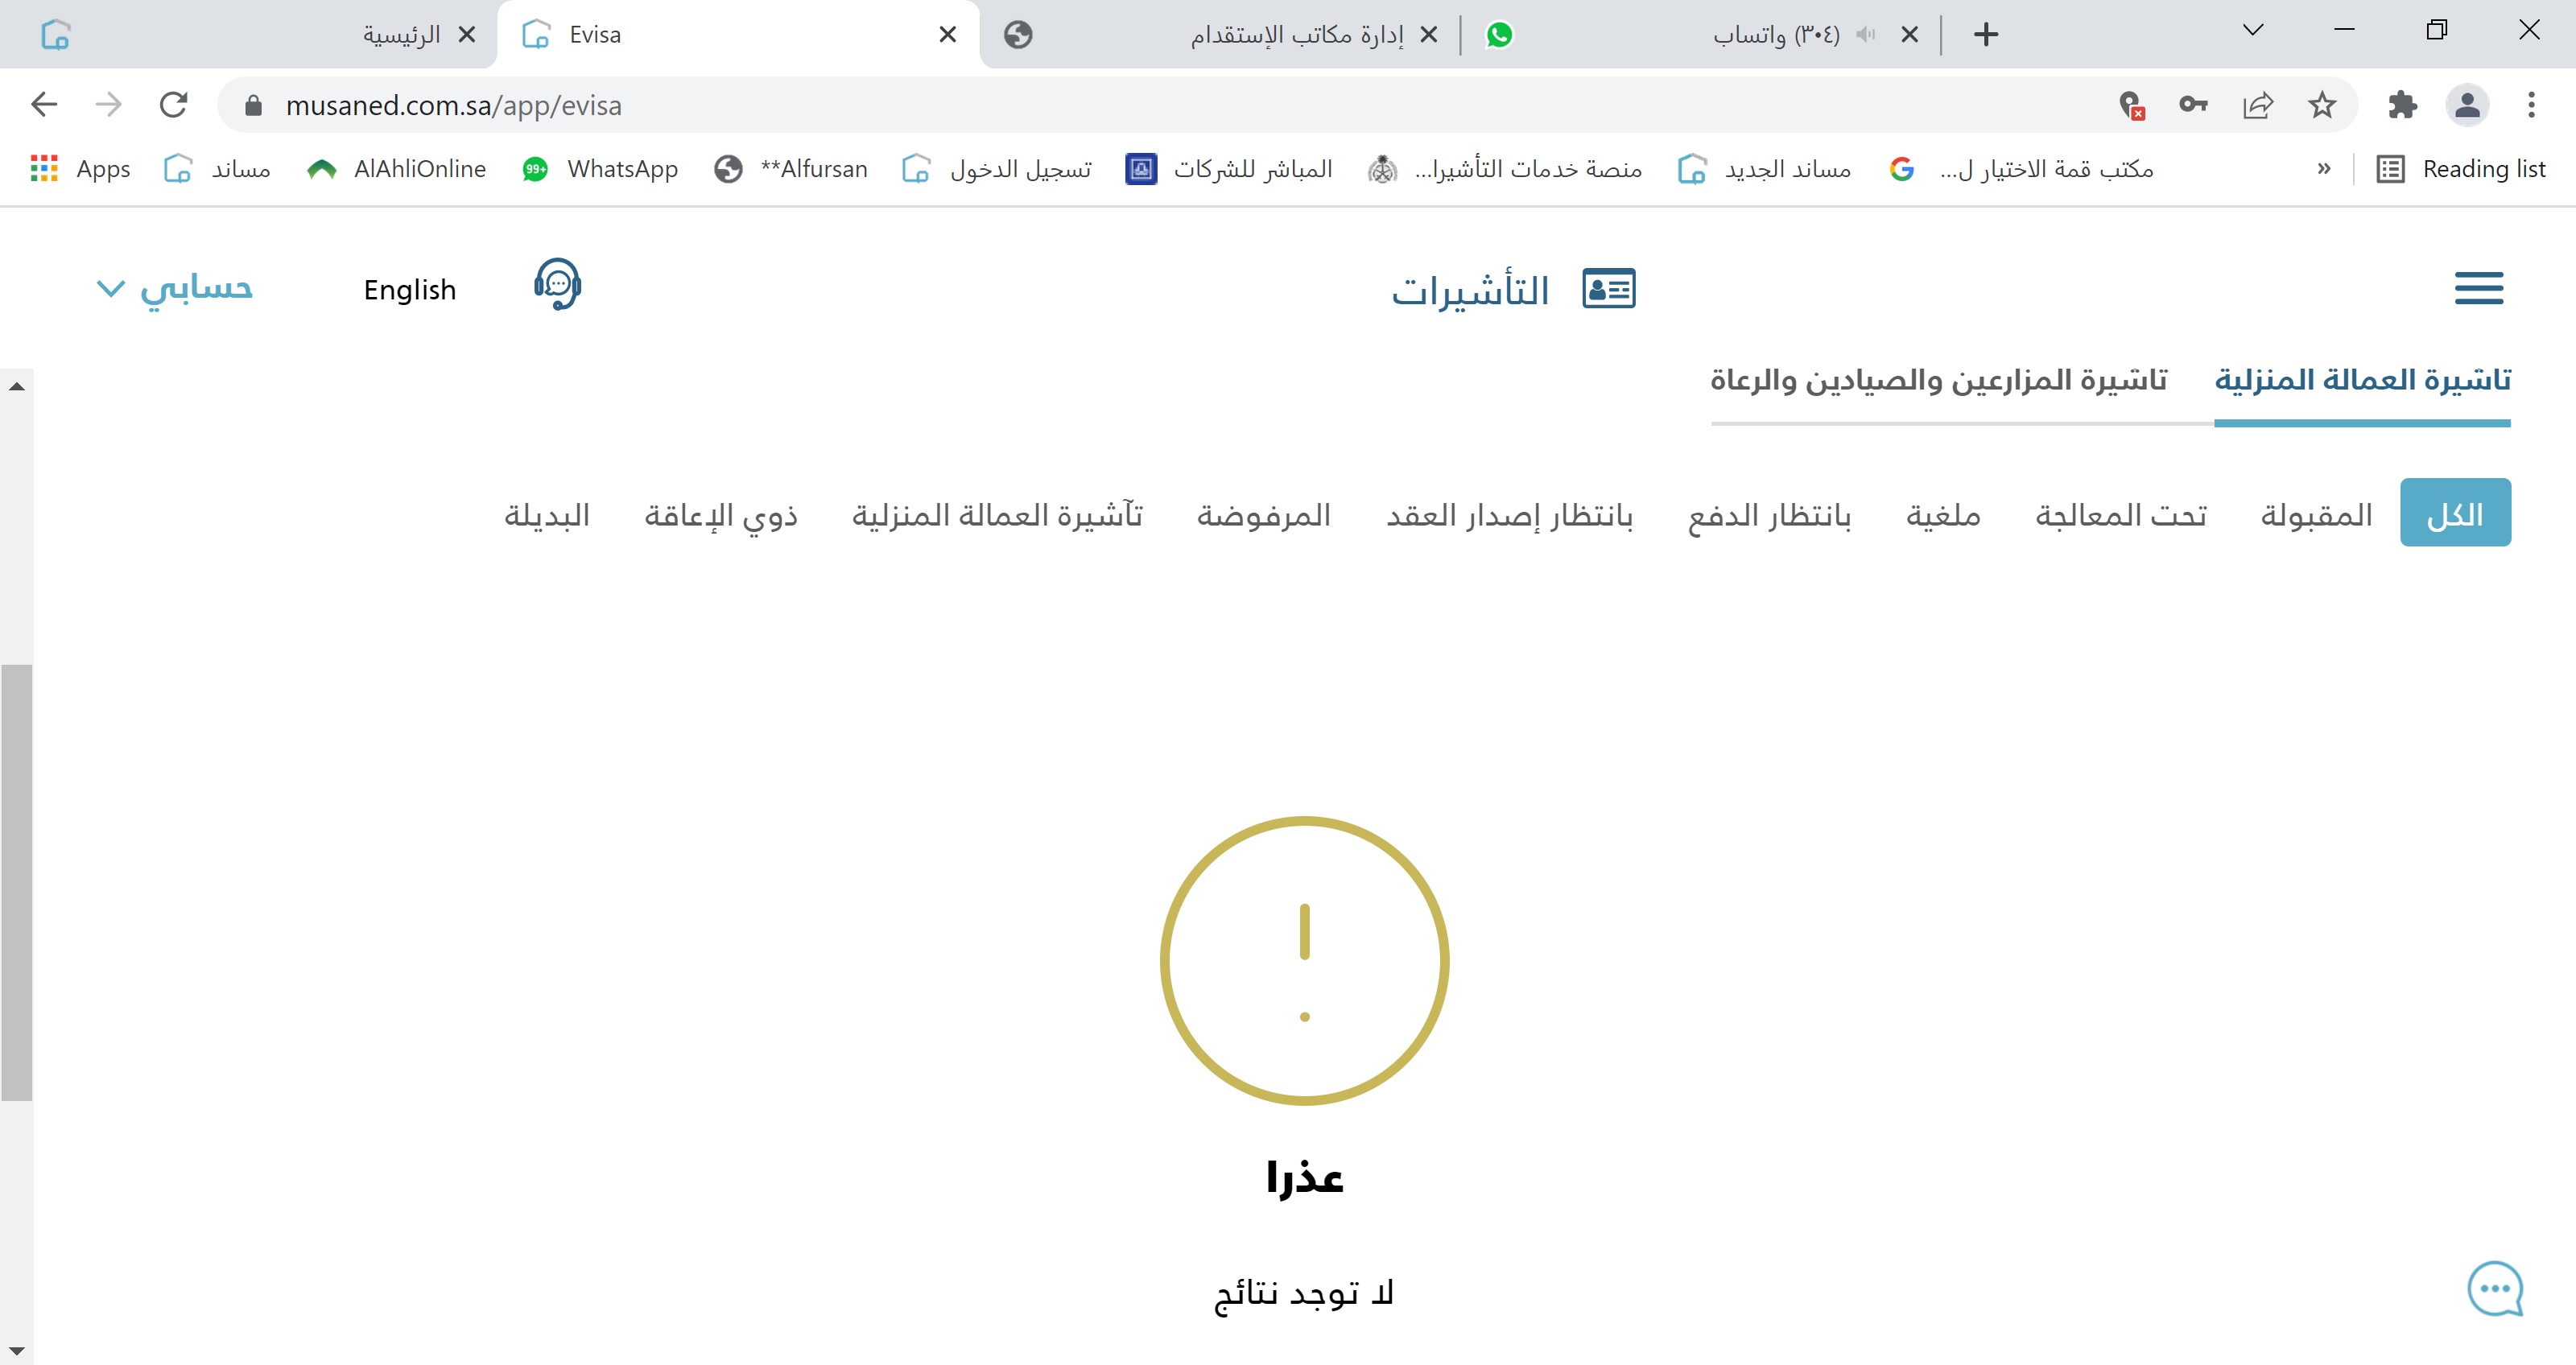 الرئيسية
Evisa
إدارة مكاتب الإستقدام
(٣٠٤) واتساب
musaned.com.sa/app/evisa
Apps
مساند
AlAhliOnline
99+
WhatsApp
**Alfursan
تسجيل الدخول
المباشر للشركات
منصة خدمات التأشيرا...
مساند الجديد
مكتب قمة الاختيار ل...
»
Reading list
التأشيرات
English
حسابي
تاشيرة العمالة المنزلية
تاشيرة المزارعين والصيادين والرعاة
الكل
المقبولة
تحت المعالجة
ملغية
بانتظار الدفع
بانتظار إصدار العقد
المرفوضة
تآشيرة العمالة المنزلية
ذوي الإعاقة
البديلة
عذرا
لا توجد نتائج